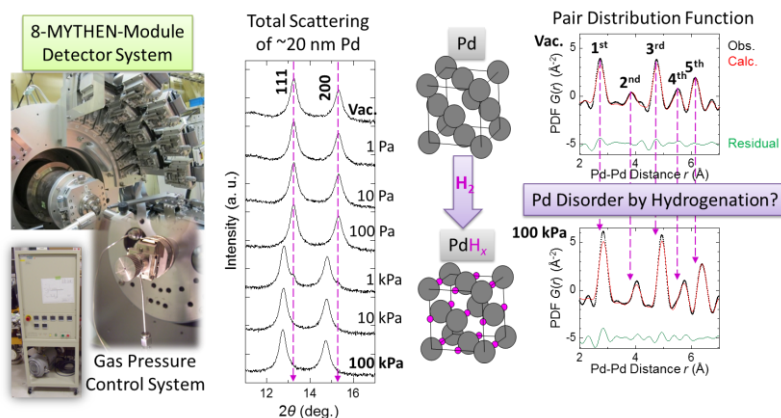 8-MYTHEN-Module
Detector System
Gas Pressure
Control System
Total Scattering
of ~20 nm Pd
111
200
Vac.
1 Pa
10 Pa
100 Pa
1 kPa
10 kPa
100 kPa
Intensity (a. u.)
12
14
16
2θ (deg.)
Pd
H₂
PdHₓ
Pair Distribution Function
Vac.
1st
2nd
3rd
4th
5th
Obs.
Calc.
Residual
PDF G(r) (Å⁻²)
5
0
-5
2
4
6
Pd-Pd Distance r (Å)
Pd Disorder by Hydrogenation?
100 kPa
PDF G(r) (Å⁻²)
5
0
-5
2
4
6
Pd-Pd Distance r (Å)